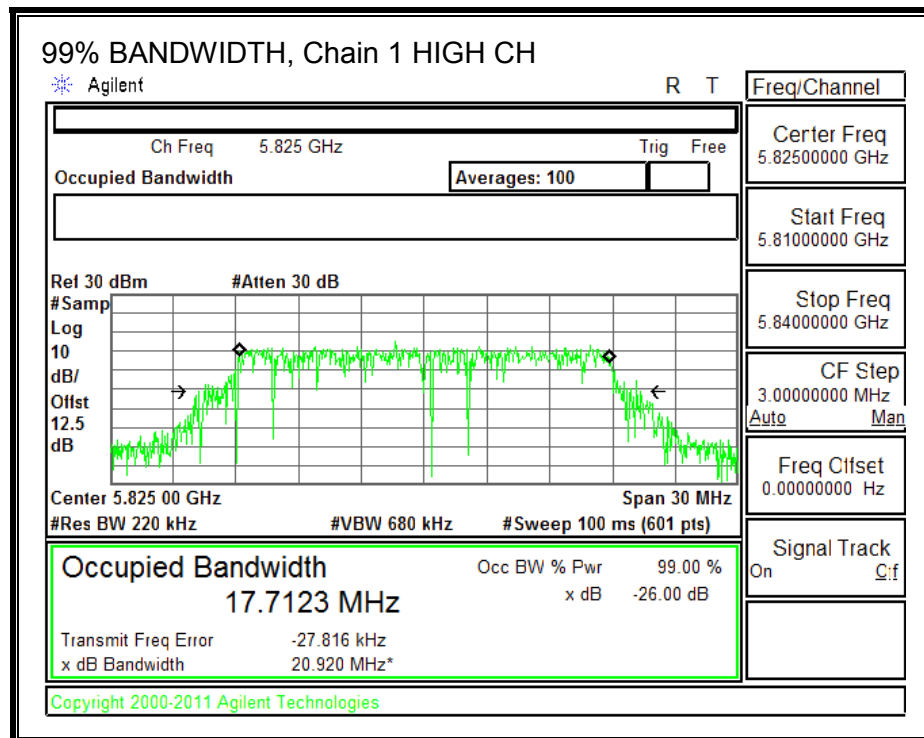 99% BANDWIDTH, Chain 1 HIGH CH
Agilent R T
Freq/Channel
Ch Freq 5.825 GHz Trig Free
Occupied Bandwidth Averages: 100
Center Freq
5.82500000 GHz
Start Freq
5.81000000 GHz
Stop Freq
5.84000000 GHz
CF Step
3.00000000 MHz
Auto Man
Freq Offset
0.00000000 Hz
Signal Track
On Off
Ref 30 dBm #Atten 30 dB
#Samp
Log
10
dB/
Offst
12.5
dB
Center 5.825 00 GHz Span 30 MHz
#Res BW 220 kHz #VBW 680 kHz #Sweep 100 ms (601 pts)
Occupied Bandwidth
17.7123 MHz
Occ BW % Pwr 99.00 %
x dB -26.00 dB
Transmit Freq Error -27.816 kHz
x dB Bandwidth 20.920 MHz*
Copyright 2000-2011 Agilent Technologies